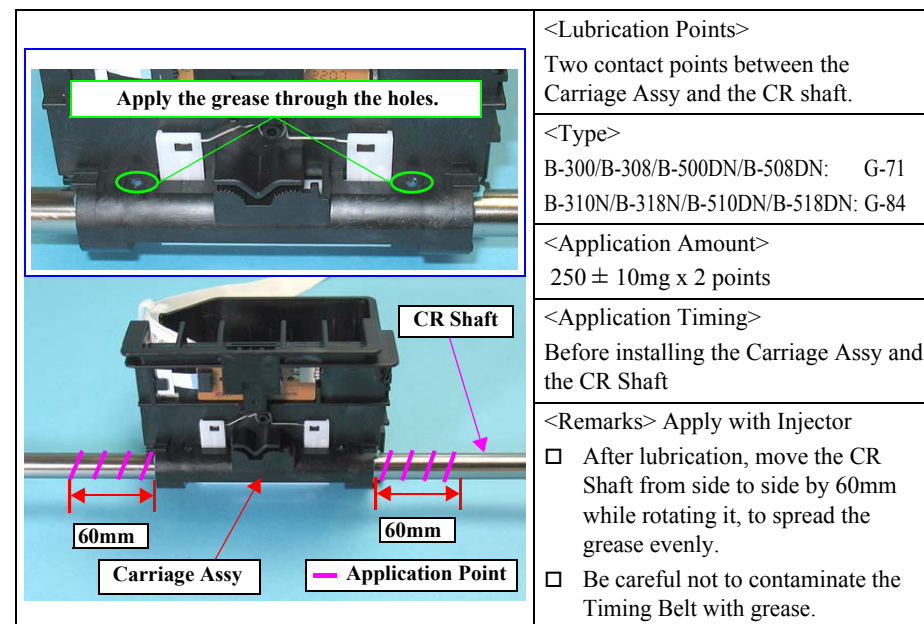 Apply the grease through the holes.
CR Shaft
60mm
60mm
Carriage Assy
Application Point
<Lubrication Points>
Two contact points between the
Carriage Assy and the CR shaft.
<Type>
B-300/B-308/B-500DN/B-508DN: G-71
B-310N/B-318N/B-510DN/B-518DN: G-84
<Application Amount>
250 ± 10mg x 2 points
<Application Timing>
Before installing the Carriage Assy and
the CR Shaft
<Remarks> Apply with Injector
☐ After lubrication, move the CR
Shaft from side to side by 60mm
while rotating it, to spread the
grease evenly.
☐ Be careful not to contaminate the
Timing Belt with grease.